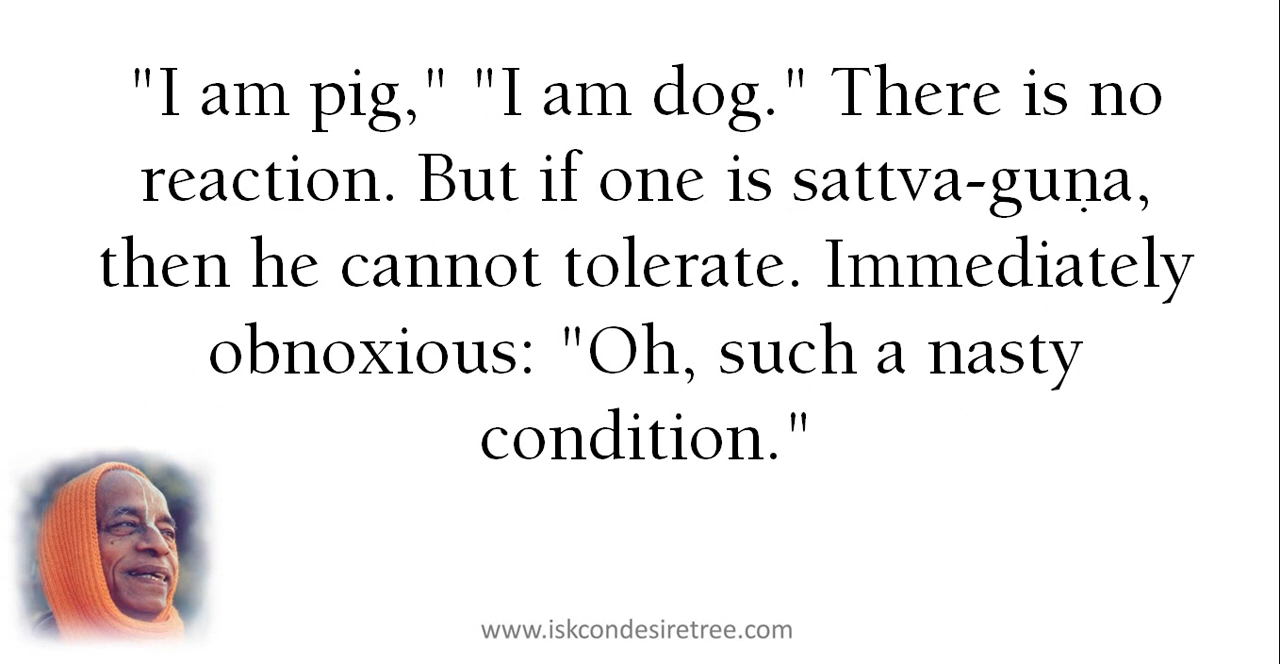 "I am pig," "I am dog." There is no
reaction. But if one is sattva-guṇa,
then he cannot tolerate. Immediately
obnoxious: "Oh, such a nasty
condition."
www.iskcondesiretree.com